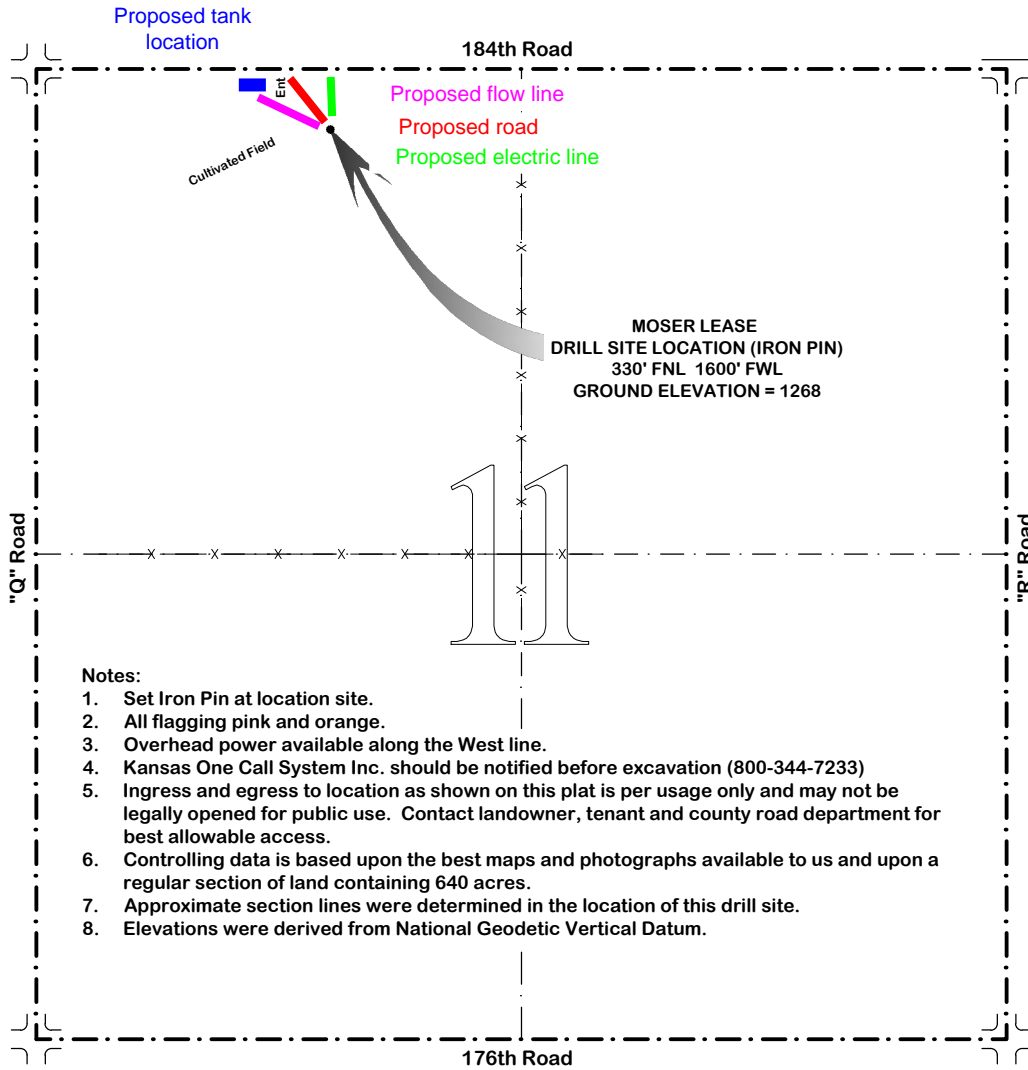 Proposed tank
location
184th Road
Ent
Proposed flow line
Proposed road
Proposed electric line
Cultivated Field
MOSER LEASE
DRILL SITE LOCATION (IRON PIN)
330' FNL 1600' FWL
GROUND ELEVATION = 1268
11
"Q" Road
"R" Road
Notes:
1. Set Iron Pin at location site.
2. All flagging pink and orange.
3. Overhead power available along the West line.
4. Kansas One Call System Inc. should be notified before excavation (800-344-7233)
5. Ingress and egress to location as shown on this plat is per usage only and may not be
legally opened for public use. Contact landowner, tenant and county road department for
best allowable access.
6. Controlling data is based upon the best maps and photographs available to us and upon a
regular section of land containing 640 acres.
7. Approximate section lines were determined in the location of this drill site.
8. Elevations were derived from National Geodetic Vertical Datum.
176th Road